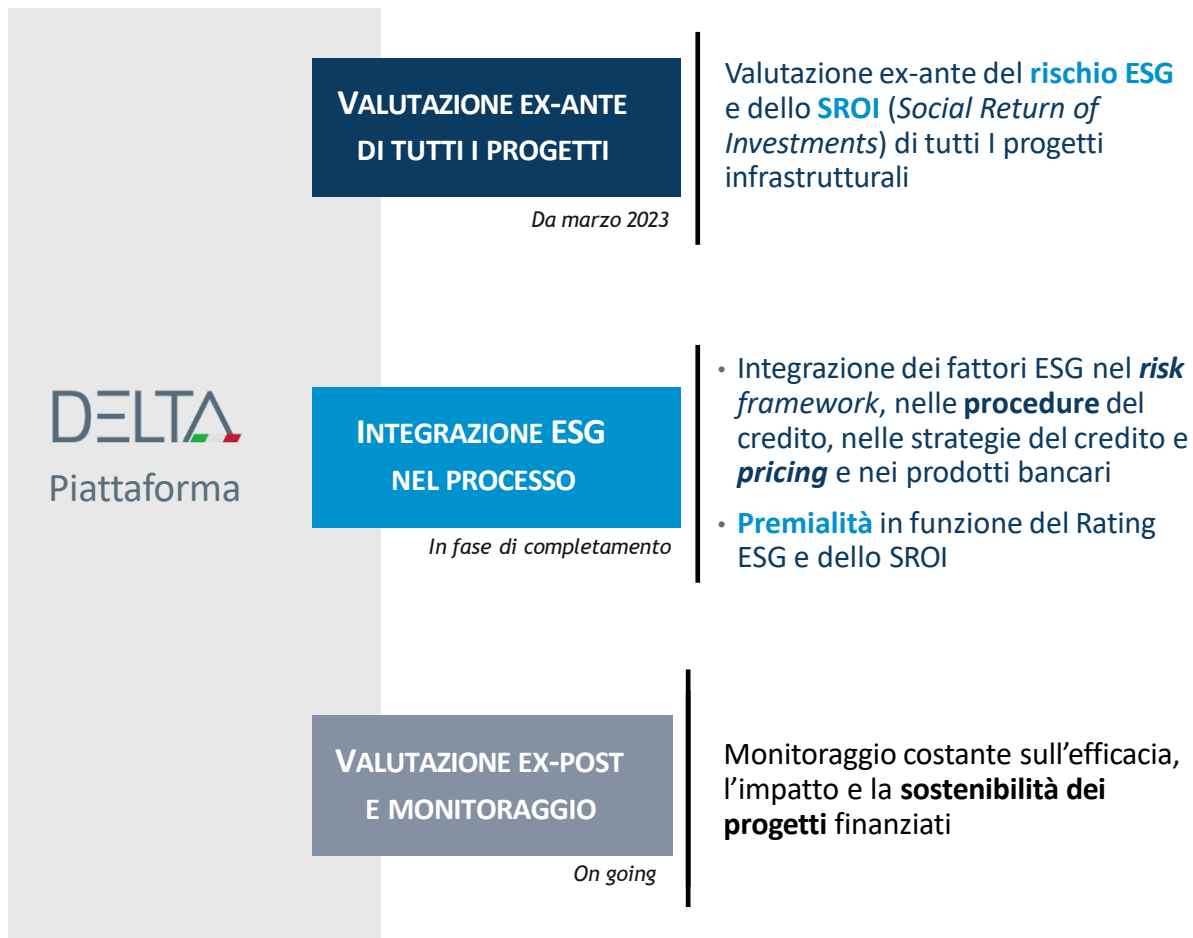 VALUTAZIONE EX-ANTE
DI TUTTI I PROGETTI
Da marzo 2023
Valutazione ex-ante del rischio ESG
e dello SROI (Social Return of
Investments) di tutti I progetti
infrastrutturali
DELTA
Piattaforma
INTEGRAZIONE ESG
NEL PROCESSO
In fase di completamento
• Integrazione dei fattori ESG nel risk
framework, nelle procedure del
credito, nelle strategie del credito e
pricing e nei prodotti bancari
• Premialità in funzione del Rating
ESG e dello SROI
VALUTAZIONE EX-POST
E MONITORAGGIO
On going
Monitoraggio costante sull'efficacia,
l'impatto e la sostenibilità dei
progetti finanziati